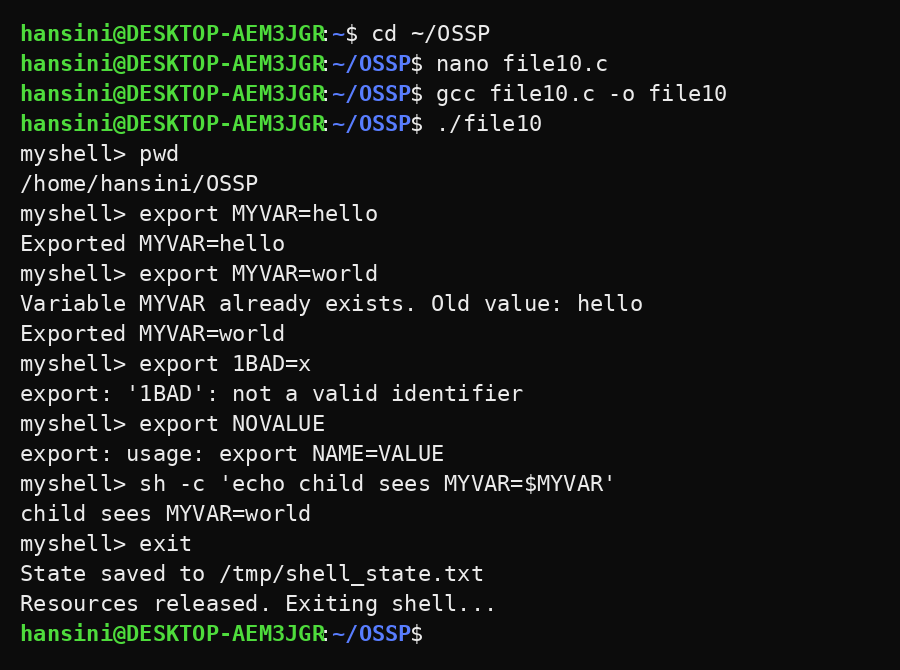 hansini@DESKTOP-AEM3JGR:~$ cd ~/OSSP
hansini@DESKTOP-AEM3JGR:~/OSSP$ nano file10.c
hansini@DESKTOP-AEM3JGR:~/OSSP$ gcc file10.c -o file10
hansini@DESKTOP-AEM3JGR:~/OSSP$ ./file10
myshell> pwd
/home/hansini/OSSP
myshell> export MYVAR=hello
Exported MYVAR=hello
myshell> export MYVAR=world
Variable MYVAR already exists. Old value: hello
Exported MYVAR=world
myshell> export 1BAD=x
export: '1BAD': not a valid identifier
myshell> export NOVALUE
export: usage: export NAME=VALUE
myshell> sh -c 'echo child sees MYVAR=$MYVAR'
child sees MYVAR=world
myshell> exit
State saved to /tmp/shell_state.txt
Resources released. Exiting shell...
hansini@DESKTOP-AEM3JGR:~/OSSP$